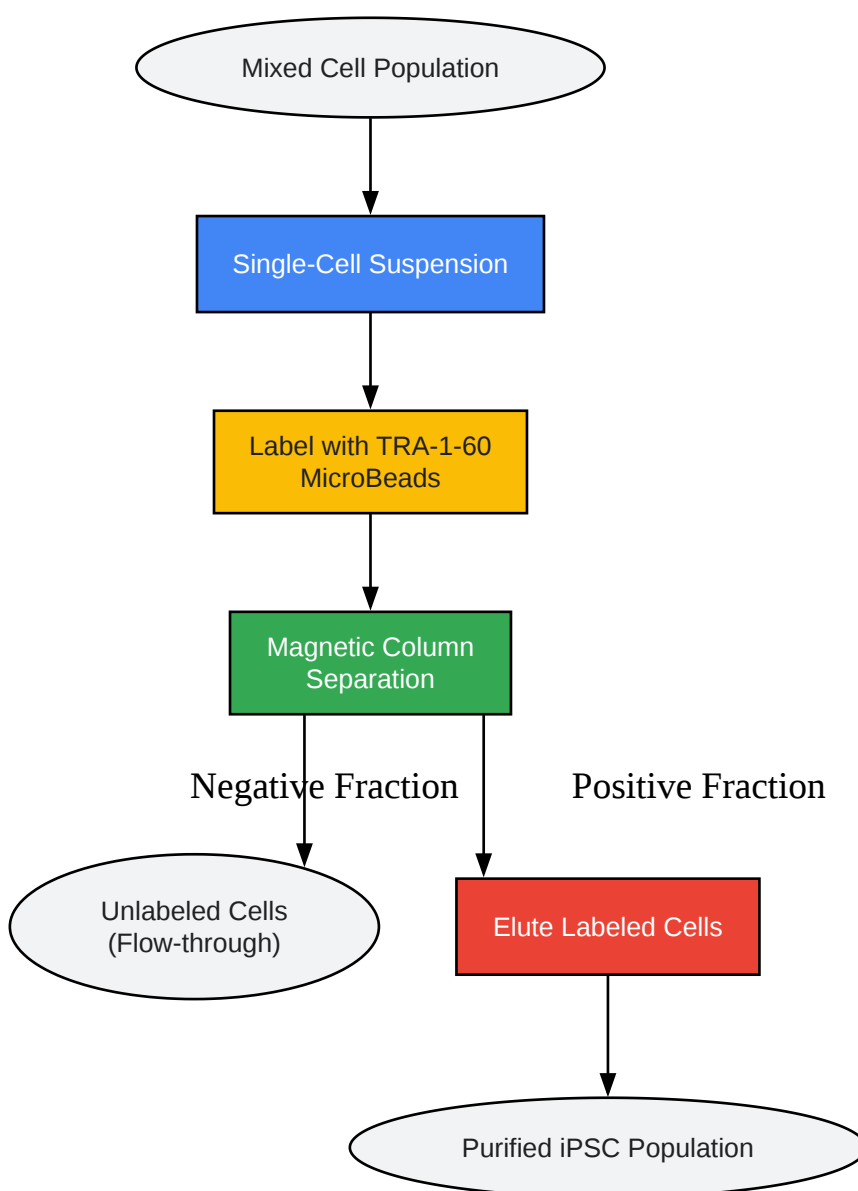 Mixed Cell Population
Single-Cell Suspension
Label with TRA-1-60
MicroBeads
Magnetic Column
Separation
Negative Fraction
Positive Fraction
Unlabeled Cells
(Flow-through)
Elute Labeled Cells
Purified iPSC Population